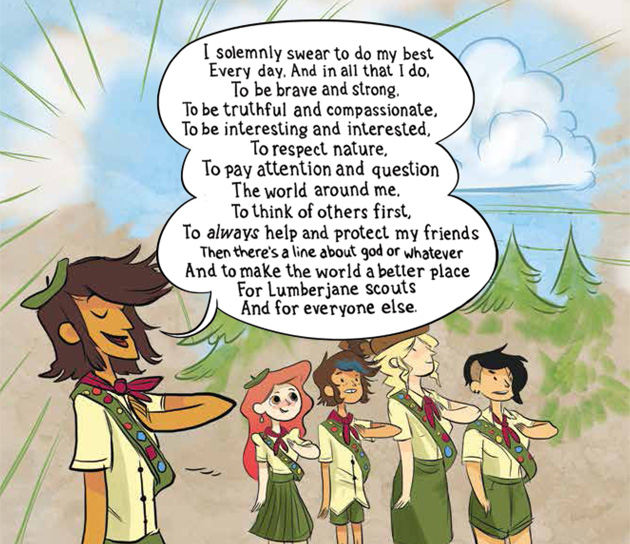 I solemnly swear to do my best
Every day. And in all that I do,
To be brave and strong,
To be truthful and compassionate,
To be interesting and interested,
To respect nature,
To pay attention and question
The world around me,
To think of others first,
To always help and protect my friends
Then there's a line about god or whatever
And to make the world a better place
For Lumberjane scouts
And for everyone else.